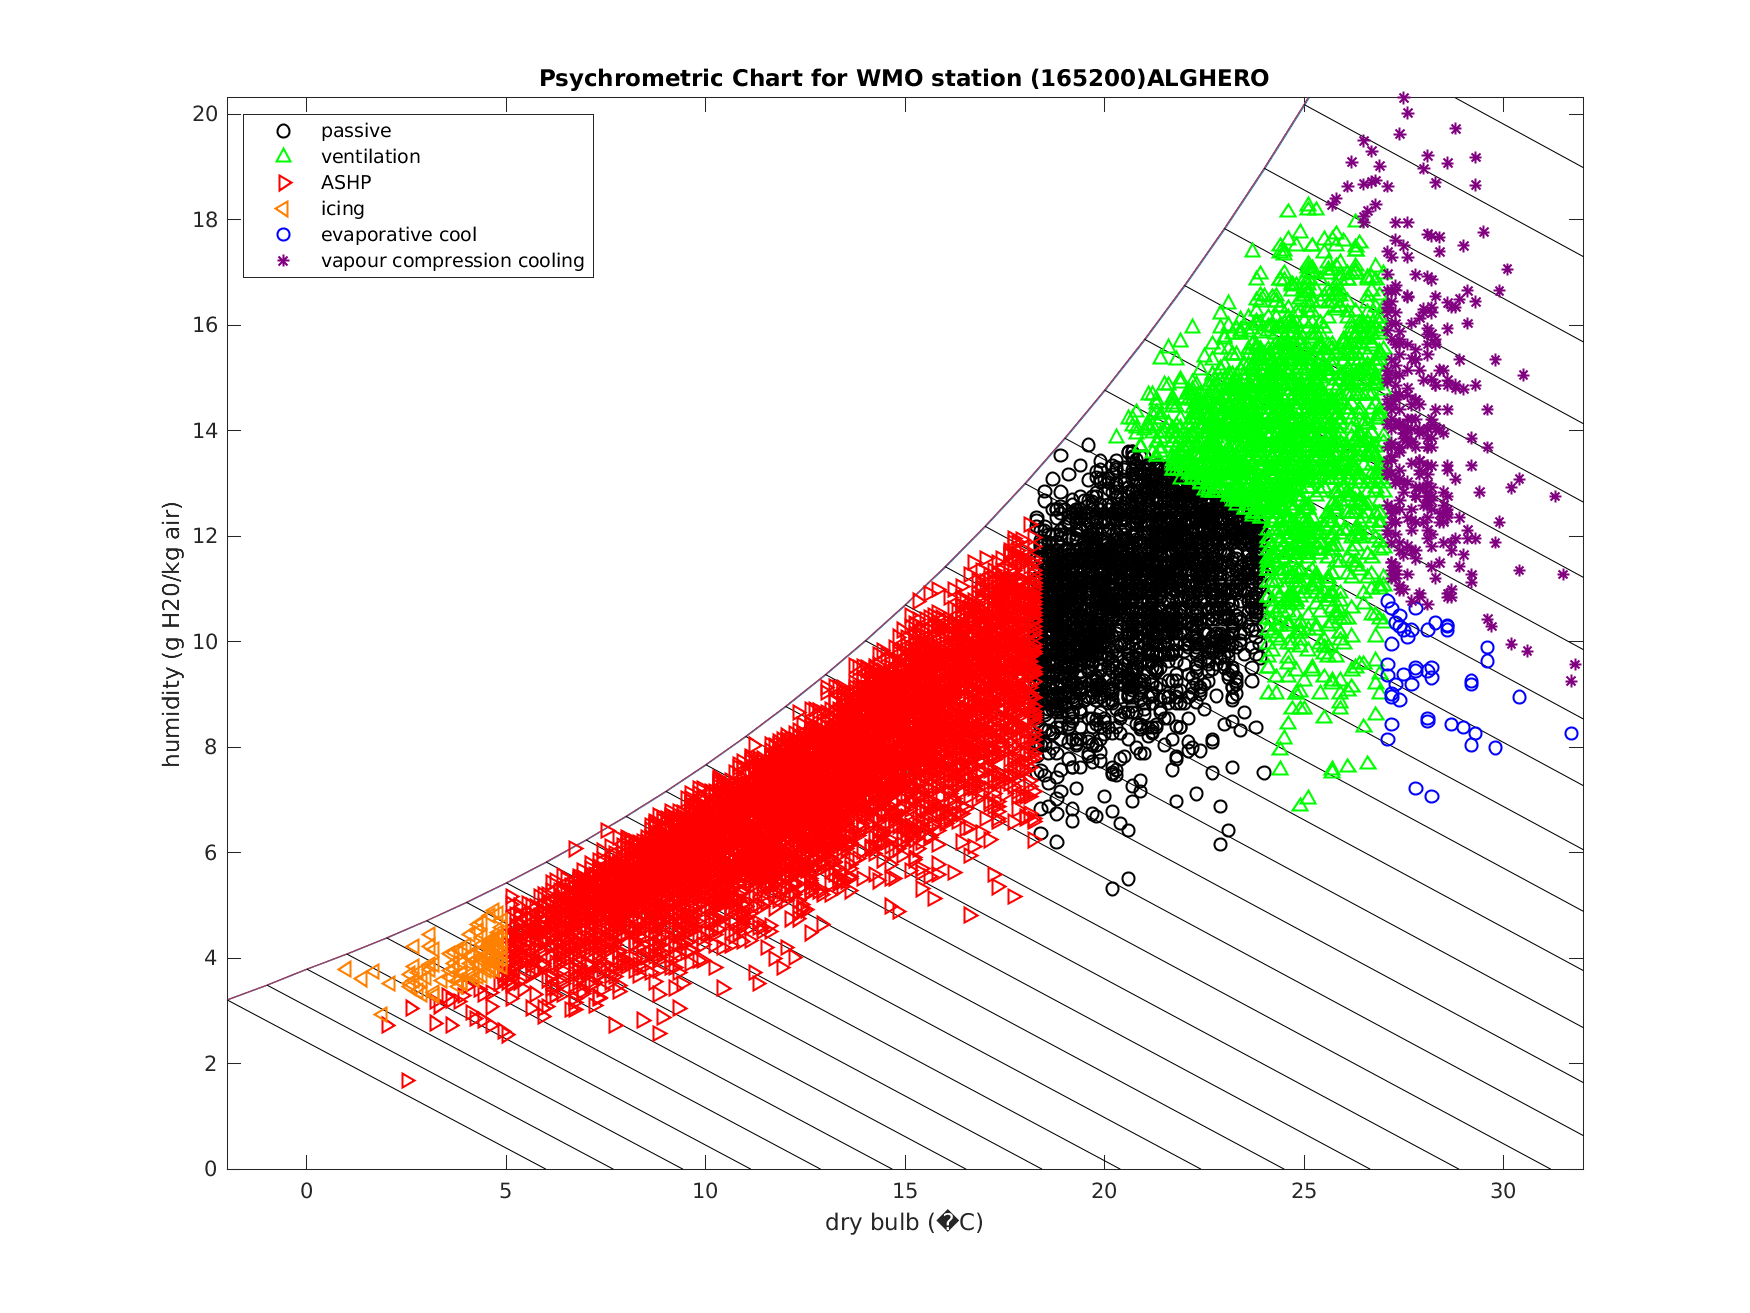 Psychrometric Chart for WMO station (165200)ALGHERO
passive
ventilation
ASHP
icing
evaporative cool
vapour compression cooling
humidity (g H20/kg air)
20
18
16
14
12
10
8
6
4
2
0
0 5 10 15 20 25 30
dry bulb (�C)